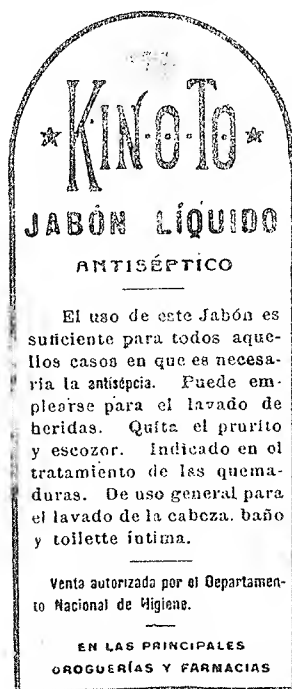 KIN-O-TO
JABÓN LÍQUIDO
ANTISÉPTICO
El uso de este Jabón es
suficiente para todos aque-
llos casos en que es necesa-
ria la antisépcia. Puede em-
plearse para el lavado de
heridas. Quita el prurito
y escozor. Indicado en el
tratamiento de las quema-
duras. De uso general para
el lavado de la cabeza, baño
y toilette íntima.
Venta autorizada por el Departamen-
to Nacional de Higiene.
EN LAS PRINCIPALES
DROGUERÍAS Y FARMACIAS